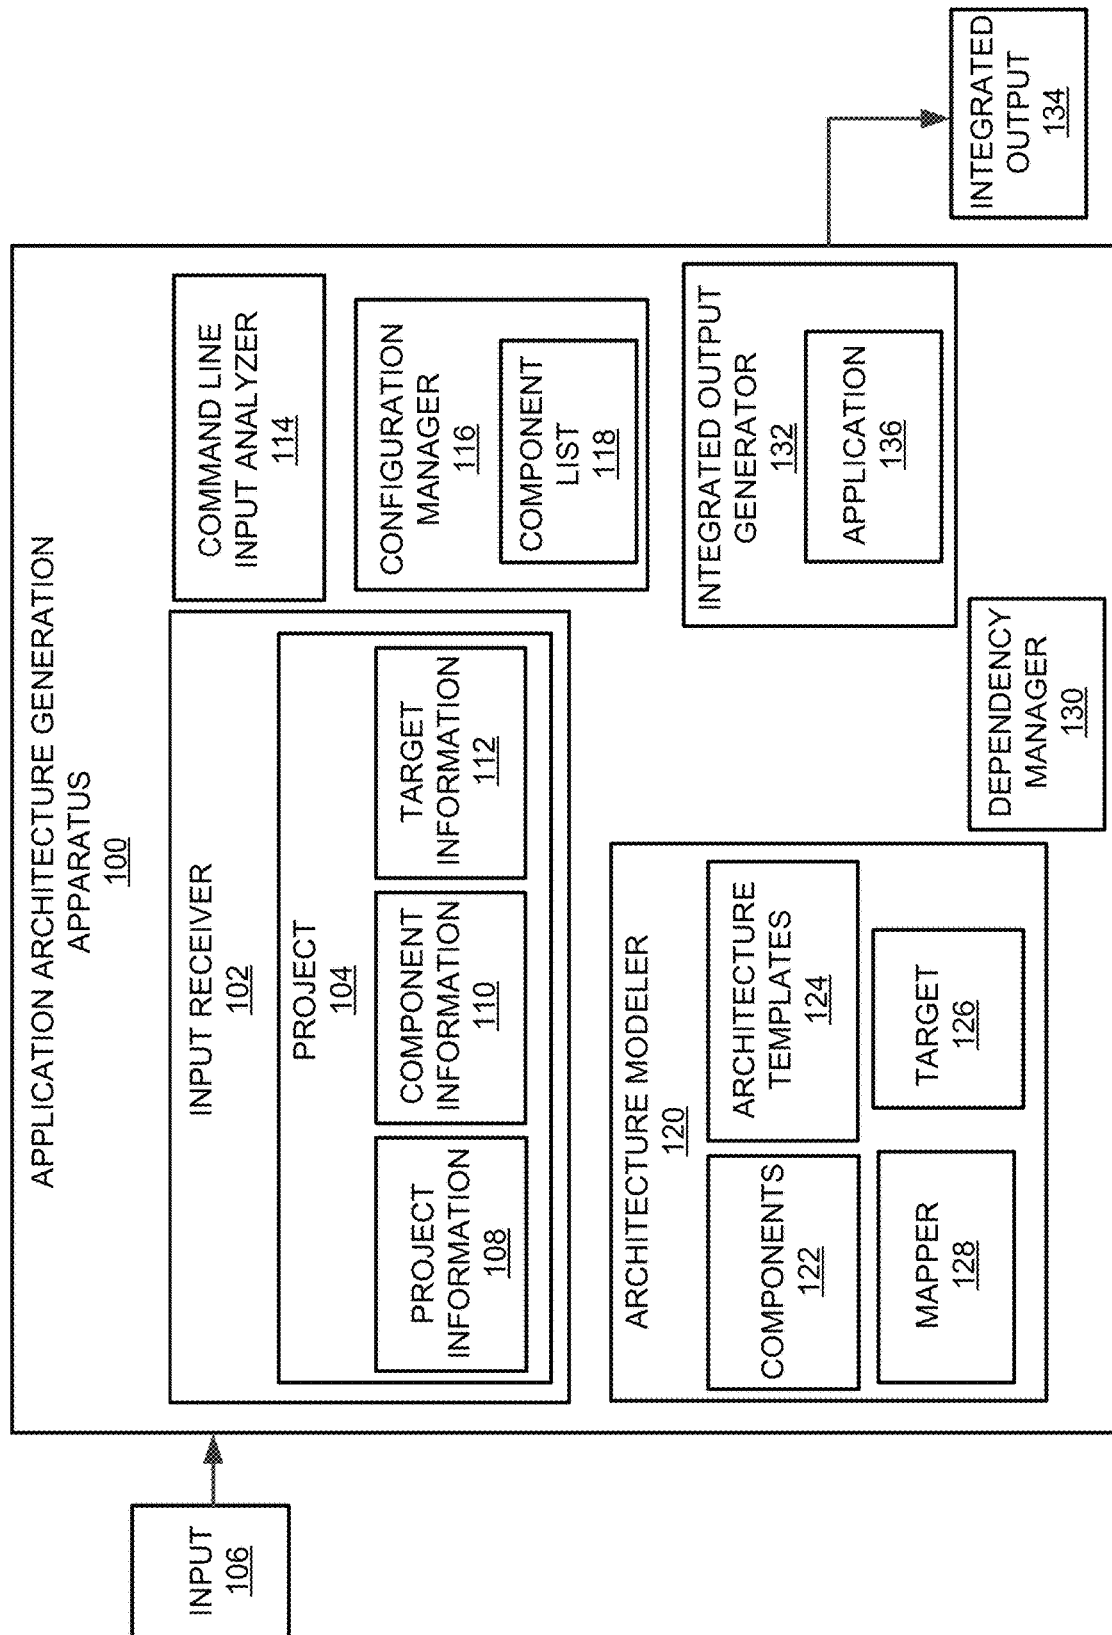 APPLICATION ARCHITECTURE GENERATION
APPARATUS
100
INPUT
106
INPUT RECEIVER
102
PROJECT
104
PROJECT
INFORMATION
108
COMPONENT
INFORMATION
110
TARGET
INFORMATION
112
COMMAND LINE
INPUT ANALYZER
114
CONFIGURATION
MANAGER
116
COMPONENT
LIST
118
ARCHITECTURE MODELER
120
COMPONENTS
122
ARCHITECTURE
TEMPLATES
124
MAPPER
128
TARGET
126
DEPENDENCY
MANAGER
130
INTEGRATED OUTPUT
GENERATOR
132
APPLICATION
136
INTEGRATED
OUTPUT
134